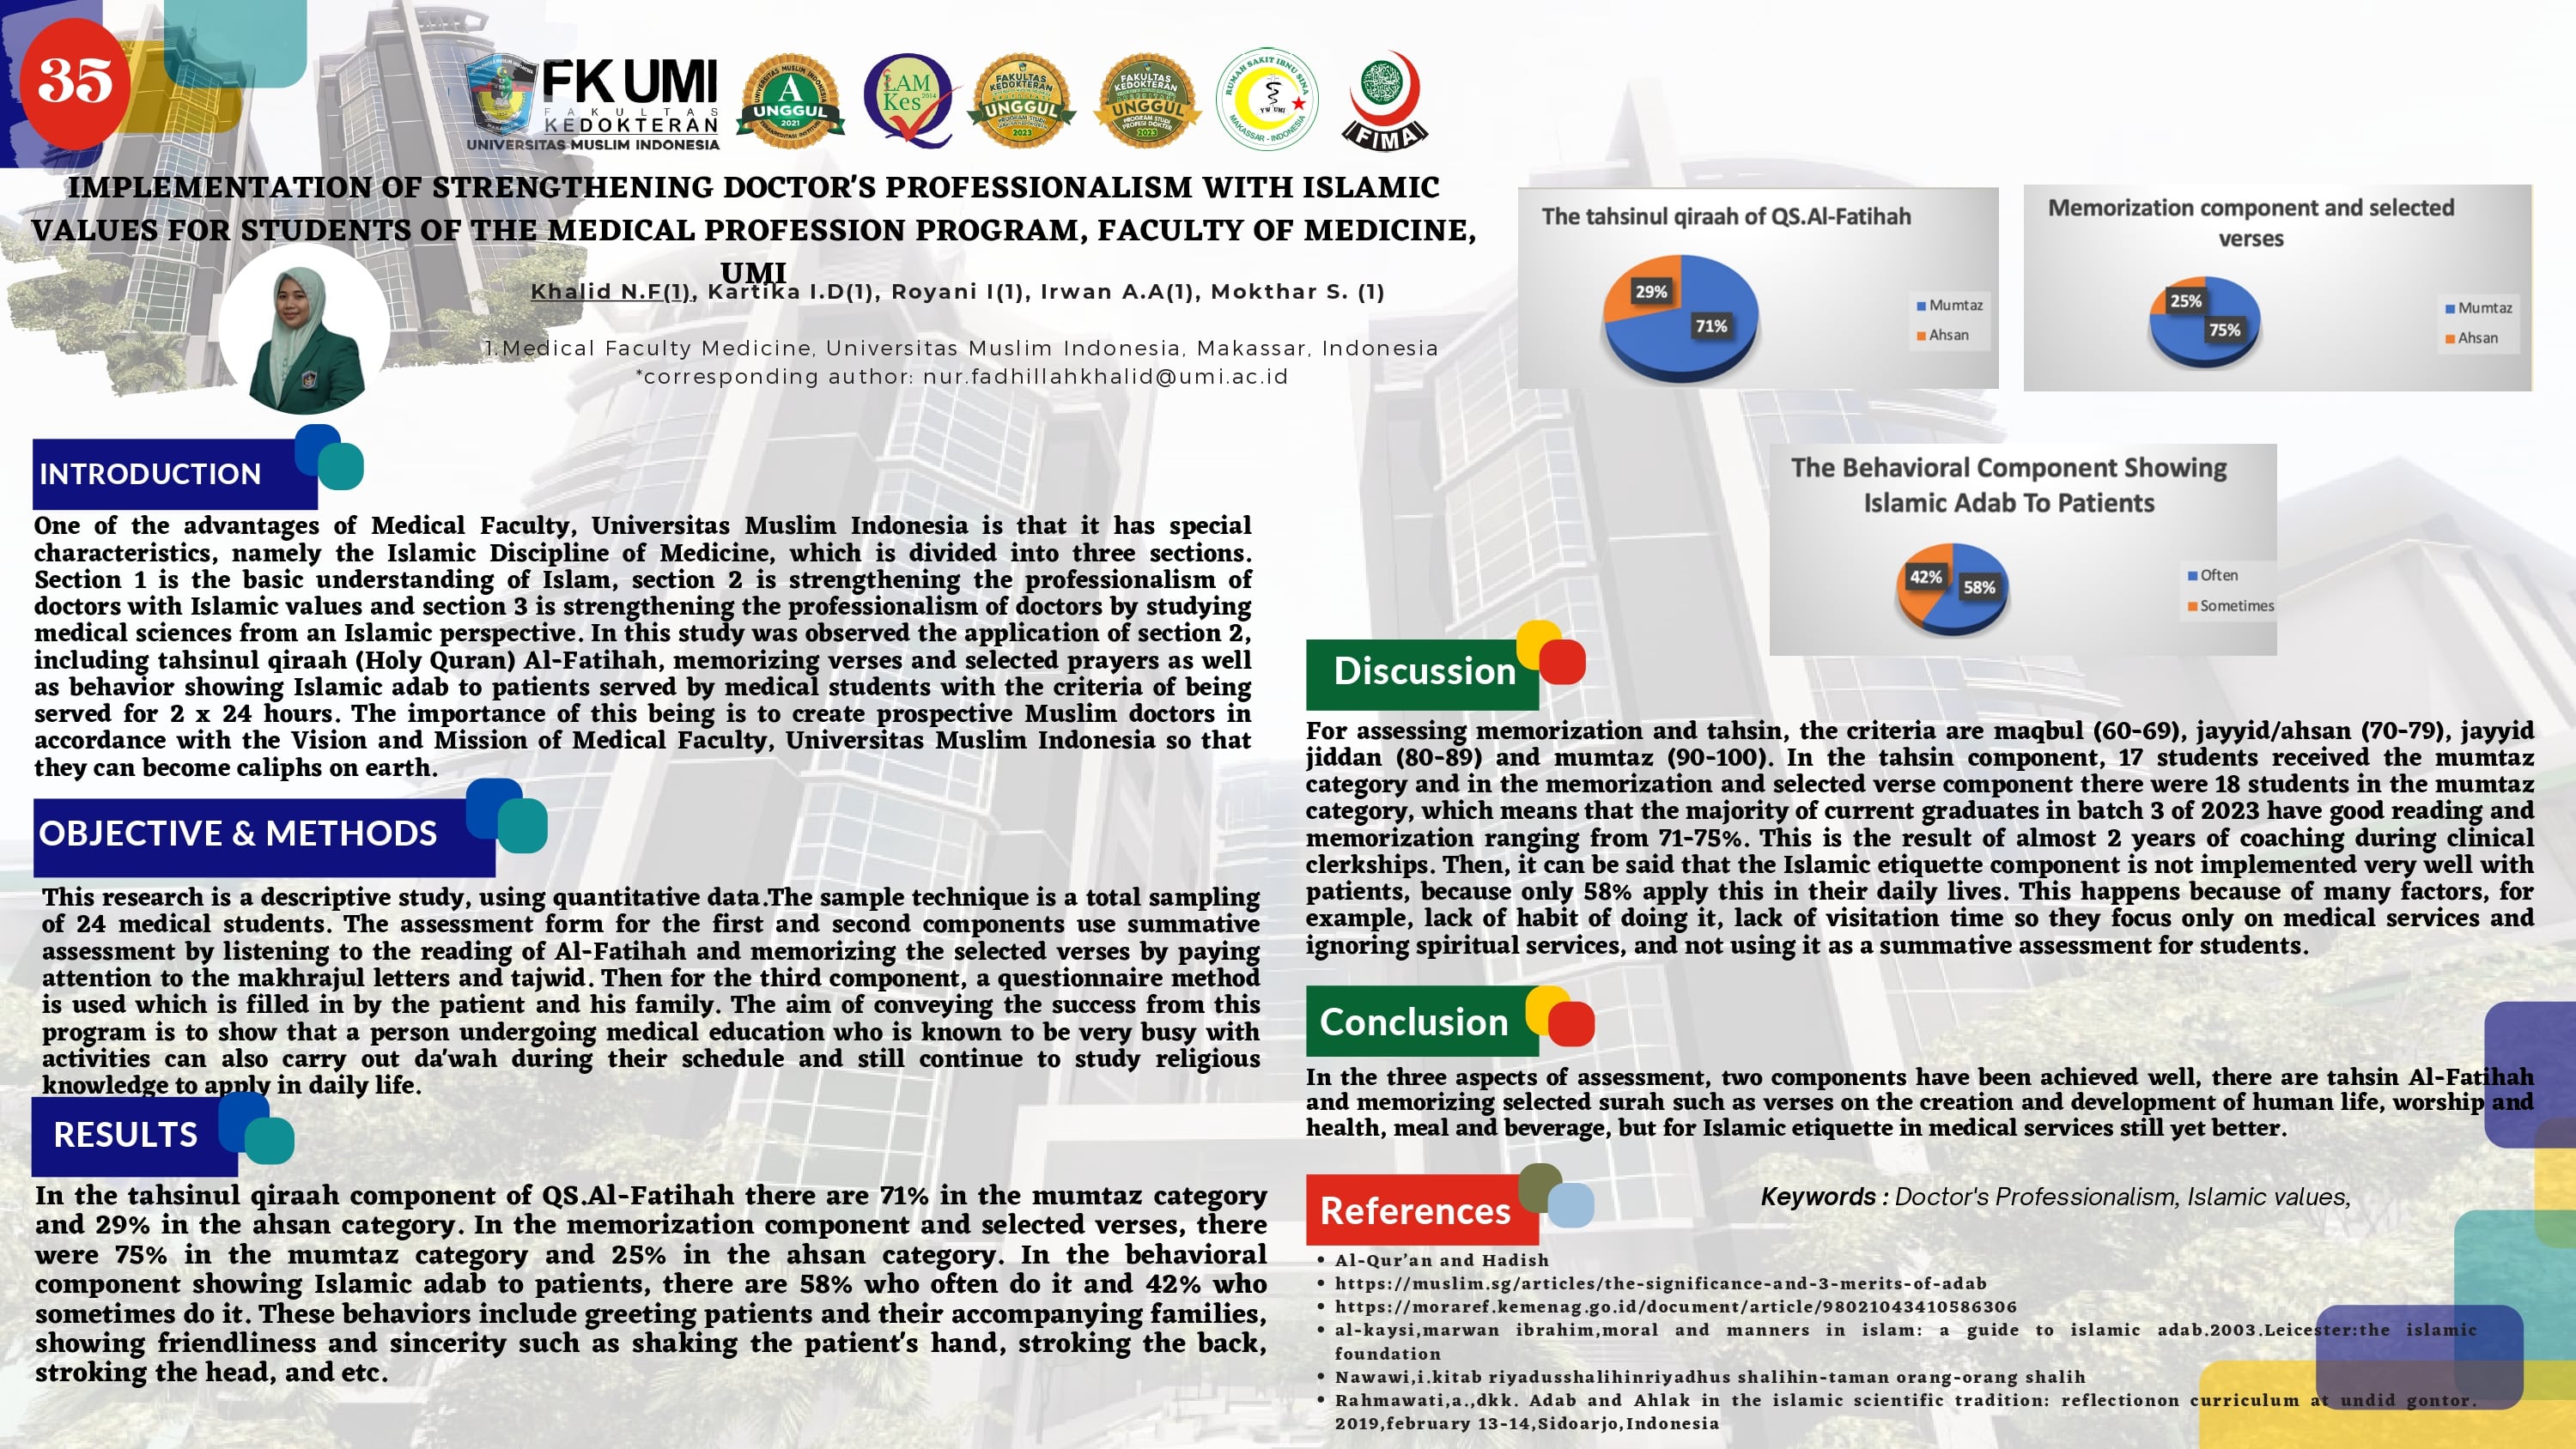 35
FK UMI
FAKULTAS
KEDOKTERAN
UNIVERSITAS MUSLIM INDONESIA
UNIVERSITAS MUSLIM INDONESIA
A
UNGGUL
2021
LAM
Kes 2014
FAKULTAS
KEDOKTERAN
UNGGUL
2023
FAKULTAS
KEDOKTERAN
UNGGUL
PROGRAM STUDI
PROFESI DOKTER
2023
RUMAH SAKIT IBNU SINA
YW UMI
MAKASSAR - INDONESIA
FIMA
IMPLEMENTATION OF STRENGTHENING DOCTOR'S PROFESSIONALISM WITH ISLAMIC
VALUES FOR STUDENTS OF THE MEDICAL PROFESSION PROGRAM, FACULTY OF MEDICINE,
UMI
Khalid N.F(1), Kartika I.D(1), Royani I(1), Irwan A.A(1), Mokthar S. (1)
1.Medical Faculty Medicine, Universitas Muslim Indonesia, Makassar, Indonesia
*corresponding author: nur.fadhillahkhalid@umi.ac.id
INTRODUCTION
One of the advantages of Medical Faculty, Universitas Muslim Indonesia is that it has special
characteristics, namely the Islamic Discipline of Medicine, which is divided into three sections.
Section 1 is the basic understanding of Islam, section 2 is strengthening the professionalism of
doctors with Islamic values and section 3 is strengthening the professionalism of doctors by studying
medical sciences from an Islamic perspective. In this study was observed the application of section 2,
including tahsinul qiraah (Holy Quran) Al-Fatihah, memorizing verses and selected prayers as well
as behavior showing Islamic adab to patients served by medical students with the criteria of being
served for 2 x 24 hours. The importance of this being is to create prospective Muslim doctors in
accordance with the Vision and Mission of Medical Faculty, Universitas Muslim Indonesia so that
they can become caliphs on earth.
OBJECTIVE & METHODS
This research is a descriptive study, using quantitative data.The sample technique is a total sampling
of 24 medical students. The assessment form for the first and second components use summative
assessment by listening to the reading of Al-Fatihah and memorizing the selected verses by paying
attention to the makhrajul letters and tajwid. Then for the third component, a questionnaire method
is used which is filled in by the patient and his family. The aim of conveying the success from this
program is to show that a person undergoing medical education who is known to be very busy with
activities can also carry out da'wah during their schedule and still continue to study religious
knowledge to apply in daily life.
RESULTS
In the tahsinul qiraah component of QS.Al-Fatihah there are 71% in the mumtaz category
and 29% in the ahsan category. In the memorization component and selected verses, there
were 75% in the mumtaz category and 25% in the ahsan category. In the behavioral
component showing Islamic adab to patients, there are 58% who often do it and 42% who
sometimes do it. These behaviors include greeting patients and their accompanying families,
showing friendliness and sincerity such as shaking the patient's hand, stroking the back,
stroking the head, and etc.
The tahsinul qiraah of QS.Al-Fatihah
29%
71%
Mumtaz
Ahsan
Memorization component and selected
verses
25%
75%
Mumtaz
Ahsan
The Behavioral Component Showing
Islamic Adab To Patients
42%
58%
Often
Sometimes
Discussion
For assessing memorization and tahsin, the criteria are maqbul (60-69), jayyid/ahsan (70-79), jayyid
jiddan (80-89) and mumtaz (90-100). In the tahsin component, 17 students received the mumtaz
category and in the memorization and selected verse component there were 18 students in the mumtaz
category, which means that the majority of current graduates in batch 3 of 2023 have good reading and
memorization ranging from 71-75%. This is the result of almost 2 years of coaching during clinical
clerkships. Then, it can be said that the Islamic etiquette component is not implemented very well with
patients, because only 58% apply this in their daily lives. This happens because of many factors, for
example, lack of habit of doing it, lack of visitation time so they focus only on medical services and
ignoring spiritual services, and not using it as a summative assessment for students.
Conclusion
In the three aspects of assessment, two components have been achieved well, there are tahsin Al-Fatihah
and memorizing selected surah such as verses on the creation and development of human life, worship and
health, meal and beverage, but for Islamic etiquette in medical services still yet better.
References
Keywords : Doctor's Professionalism, Islamic values,
• Al-Qur'an and Hadish
• https://muslim.sg/articles/the-significance-and-3-merits-of-adab
• https://moraref.kemenag.go.id/document/article/98021043410586306
• al-kaysi,marwan ibrahim,moral and manners in islam: a guide to islamic adab.2003.Leicester:the islamic
foundation
• Nawawi,i.kitab riyadusshalihinriyadhus shalihin-taman orang-orang shalih
• Rahmawati,a.,dkk. Adab and Ahlak in the islamic scientific tradition: reflectionon curriculum at undid gontor.
2019,february 13-14,Sidoarjo,Indonesia